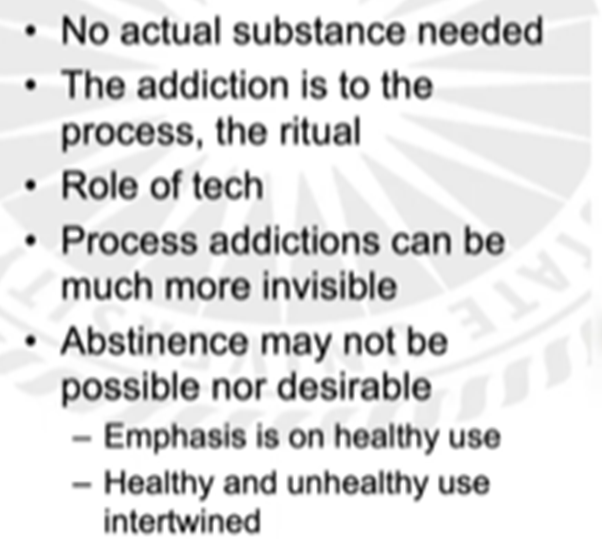 • No actual substance needed
• The addiction is to the
process, the ritual
• Role of tech
• Process addictions can be
much more invisible
• Abstinence may not be
possible nor desirable
– Emphasis is on healthy use
– Healthy and unhealthy use
intertwined
STATE